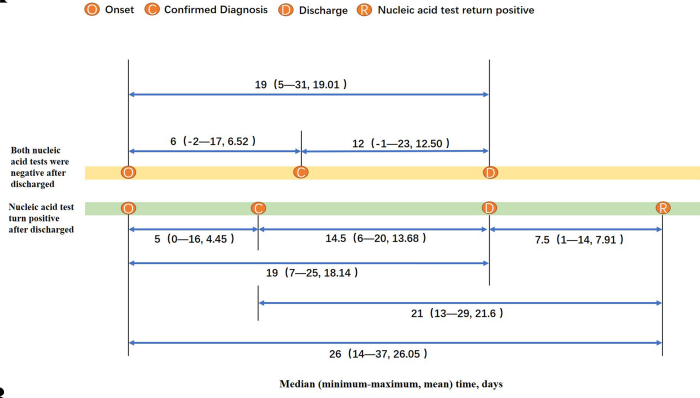 O Onset C Confirmed Diagnosis D Discharge R Nucleic acid test return positive
19 (5—31, 19.01 )
6 (-2—17, 6.52 ) 12 (-1—23, 12.50 )
Both nucleic
acid tests were
negative after
discharged
O C D
Nucleic acid test
turn positive
after discharged
O C D R
5 (0—16, 4.45 ) 14.5 (6—20, 13.68 ) 7.5 (1—14, 7.91 )
19 (7—25, 18.14 )
21 (13—29, 21.6 )
26 (14—37, 26.05 )
Median (minimum-maximum, mean) time, days